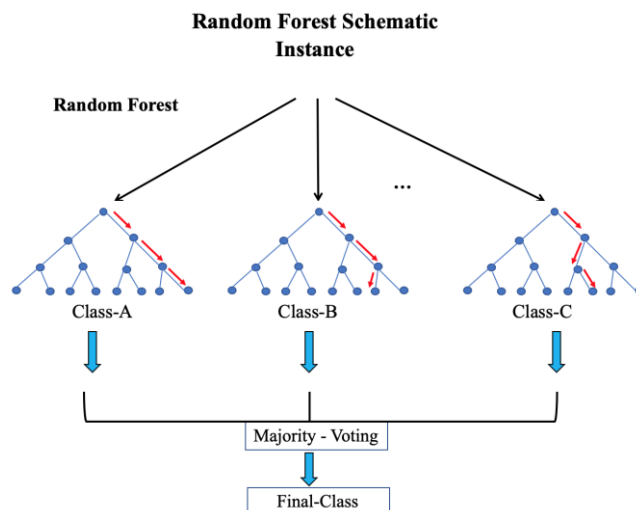 Random Forest Schematic
Instance
Random Forest
...
Class-A
Class-B
Class-C
Majority - Voting
Final-Class